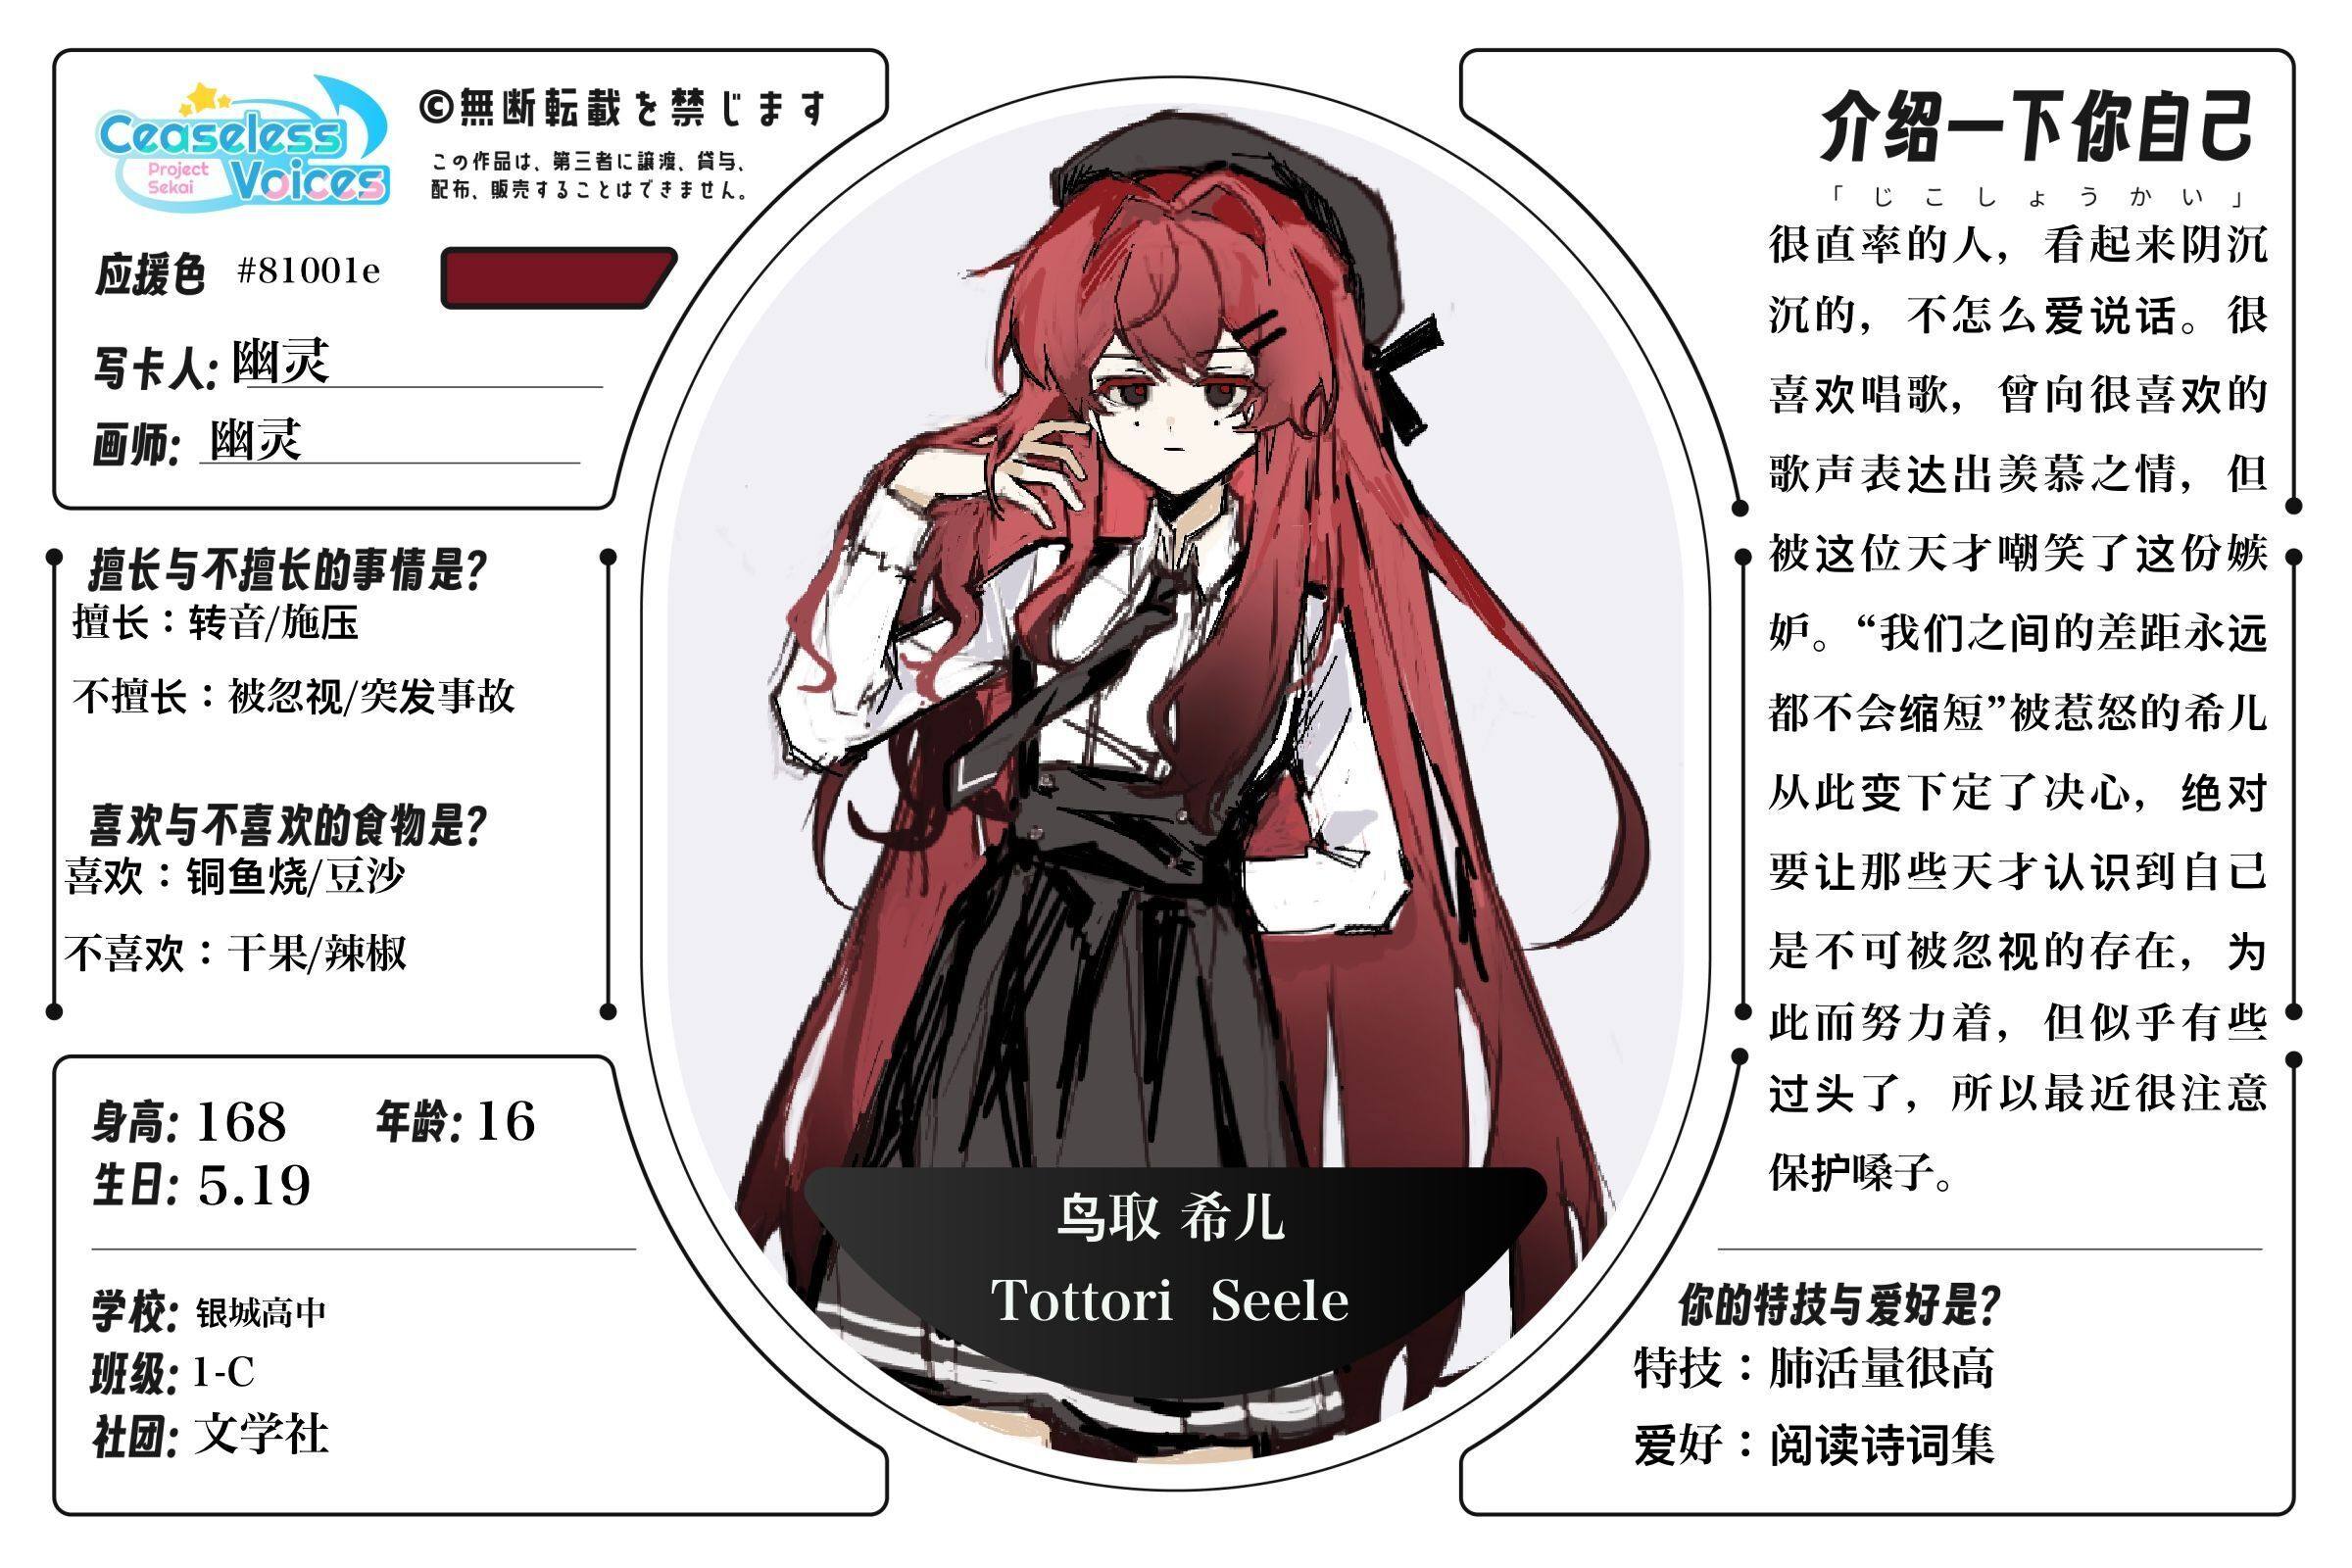 Ceaseless
Project
Sekai
Voices
©無断転載を禁じます
この作品は、第三者に譲渡、貸与、
配布、販売することはできません。
应援色 #81001e
写卡人: 幽灵
画师: 幽灵
擅长与不擅长的事情是?
擅长：转音/施压
不擅长：被忽视/突发事故
喜欢与不喜欢的食物是?
喜欢：铜鱼烧/豆沙
不喜欢：干果/辣椒
身高: 168 年龄: 16
生日: 5.19
学校: 银城高中
班级: 1-C
社团: 文学社
鸟取 希儿
Tottori Seele
介绍一下你自己
「じこしょうかい」
很直率的人，看起来阴沉
沉的，不怎么爱说话。很
喜欢唱歌，曾向很喜欢的
歌声表达出羡慕之情，但
被这位天才嘲笑了这份嫉
妒。“我们之间的差距永远
都不会缩短”被惹怒的希儿
从此变下定了决心，绝对
要让那些天才认识到自己
是不可被忽视的存在，为
此而努力着，但似乎有些
过头了，所以最近很注意
保护嗓子。
你的特技与爱好是?
特技：肺活量很高
爱好：阅读诗词集